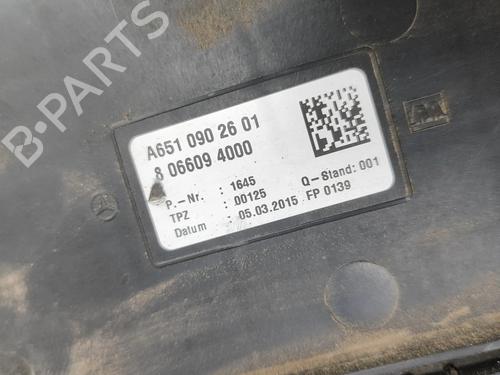 A651 090 26 01
8 06609 4000
P.-Nr. : 1645
TPZ : 00125 Q-Stand: 001
Datum : 05.03.2015 FP 0139
B-PARTS